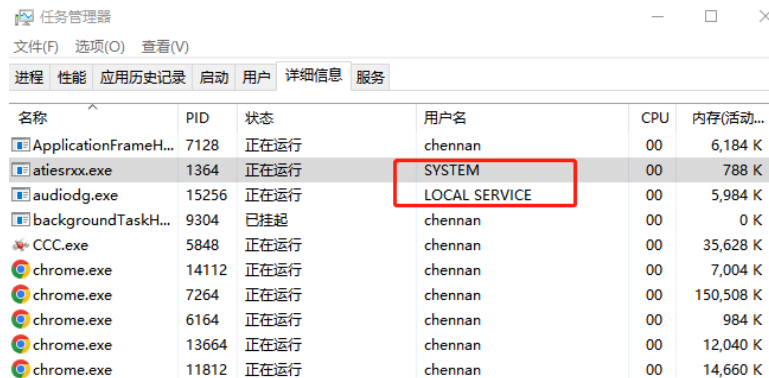 任务管理器
文件(F) 选项(O) 查看(V)
进程 性能 应用历史记录 启动 用户 详细信息 服务
名称 PID 状态 用户名 CPU 内存(活动...
ApplicationFrameH... 7128 正在运行 chennan 00 6,184 K
atiesrxx.exe 1364 正在运行 SYSTEM 00 788 K
audiodg.exe 15256 正在运行 LOCAL SERVICE 00 5,984 K
backgroundTaskH... 9304 已挂起 chennan 00 0 K
CCC.exe 5848 正在运行 chennan 00 35,628 K
chrome.exe 14112 正在运行 chennan 00 7,004 K
chrome.exe 7264 正在运行 chennan 00 150,508 K
chrome.exe 6164 正在运行 chennan 00 984 K
chrome.exe 13664 正在运行 chennan 00 12,040 K
chrome.exe 11812 正在运行 chennan 00 14,660 K